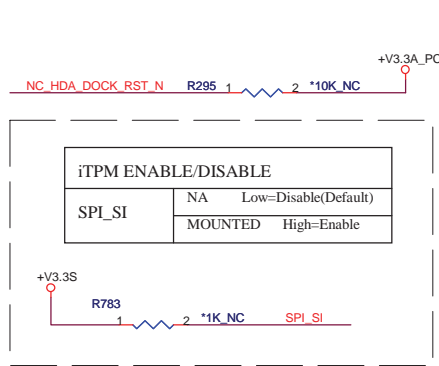 +V3.3A_PC
NC_HDA_DOCK_RST_N R295 1 2 *10K_NC
iTPM ENABLE/DISABLE
SPI_SI
NA Low=Disable(Default)
MOUNTED High=Enable
+V3.3S
R783
1 2 *1K_NC SPI_SI